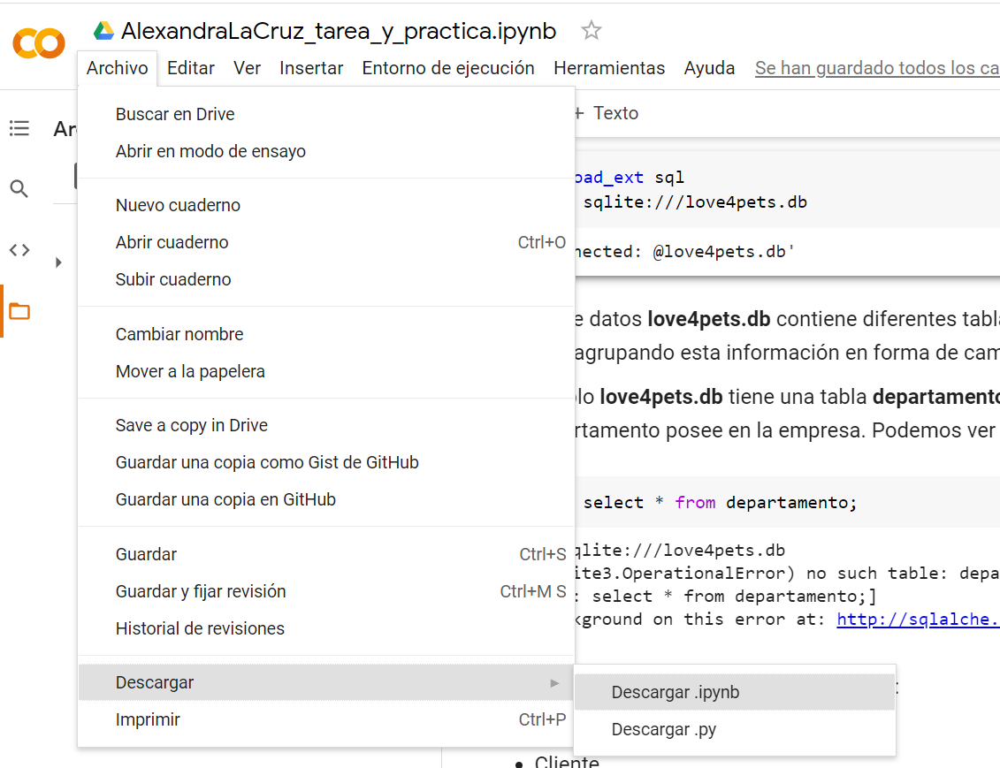 AlexandraLaCruz_tarea_y_practica.ipynb
Archivo Editar Ver Insertar Entorno de ejecución Herramientas Ayuda Se han guardado todos los ca
+ Texto
Ar
Buscar en Drive
Abrir en modo de ensayo
Nuevo cuaderno
Abrir cuaderno Ctrl+O
Subir cuaderno
Cambiar nombre
Mover a la papelera
Save a copy in Drive
Guardar una copia como Gist de GitHub
Guardar una copia en GitHub
Guardar Ctrl+S
Guardar y fijar revisión Ctrl+M S
Historial de revisiones
Descargar
Imprimir Ctrl+P
Descargar .ipynb
Descargar .py
oad_ext sql
sqlite:///love4pets.db
nected: @love4pets.db'
e datos love4pets.db contiene diferentes tabl
agrupando esta información en forma de cam
lo love4pets.db tiene una tabla departamento
rtamento posee en la empresa. Podemos ver
select * from departamento;
qlite:///love4pets.db
ite3.OperationalError) no such table: depa
: select * from departamento;]
kground on this error at: http://sqlalche.
:
• Cliente